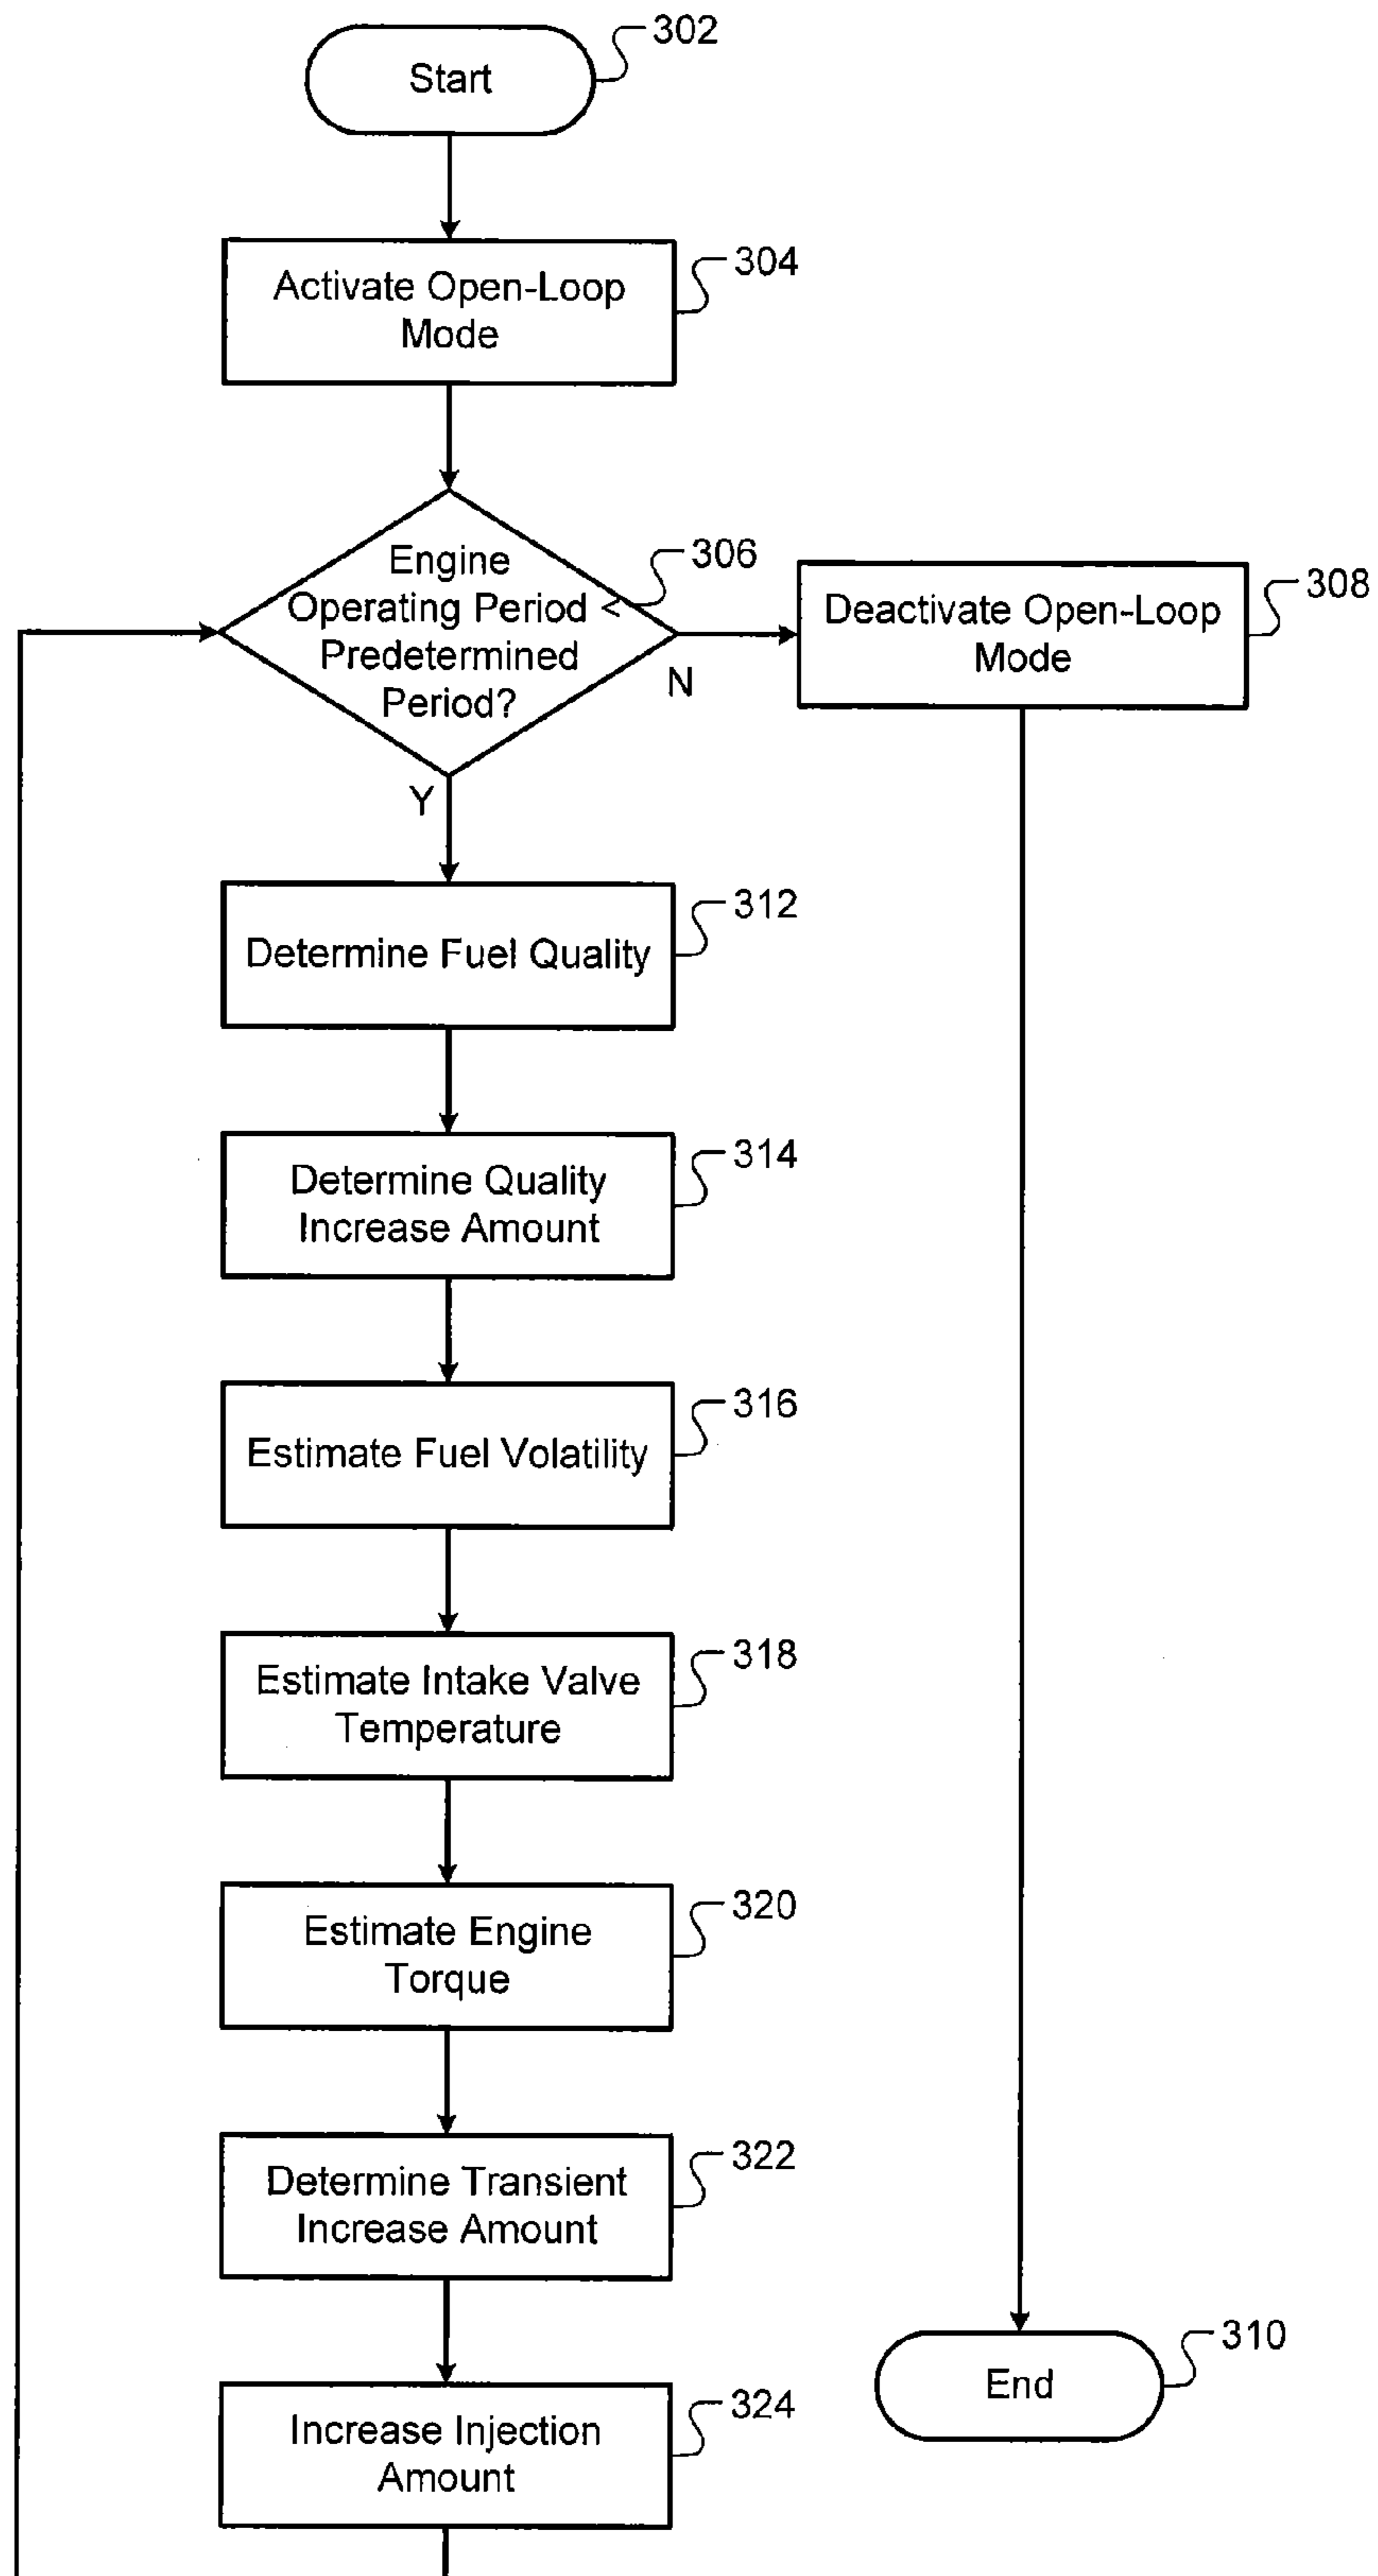 Start
302
Activate Open-Loop
Mode
304
Engine
Operating Period <
Predetermined
Period?
306
N
Y
Deactivate Open-Loop
Mode
308
Determine Fuel Quality
312
Determine Quality
Increase Amount
314
Estimate Fuel Volatility
316
Estimate Intake Valve
Temperature
318
Estimate Engine
Torque
320
Determine Transient
Increase Amount
322
Increase Injection
Amount
324
End
310